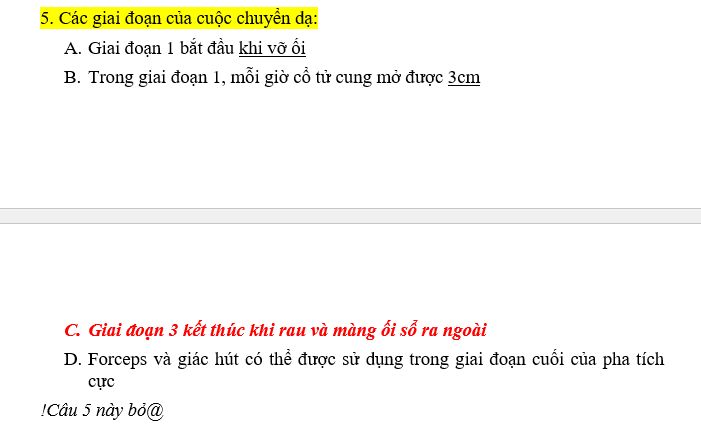 5. Các giai đoạn của cuộc chuyển dạ:
A. Giai đoạn 1 bắt đầu khi vỡ ối
B. Trong giai đoạn 1, mỗi giờ cổ tử cung mở được 3cm
C. Giai đoạn 3 kết thúc khi rau và màng ối sổ ra ngoài
D. Forceps và giác hút có thể được sử dụng trong giai đoạn cuối của pha tích
cực
!Câu 5 này bỏ@